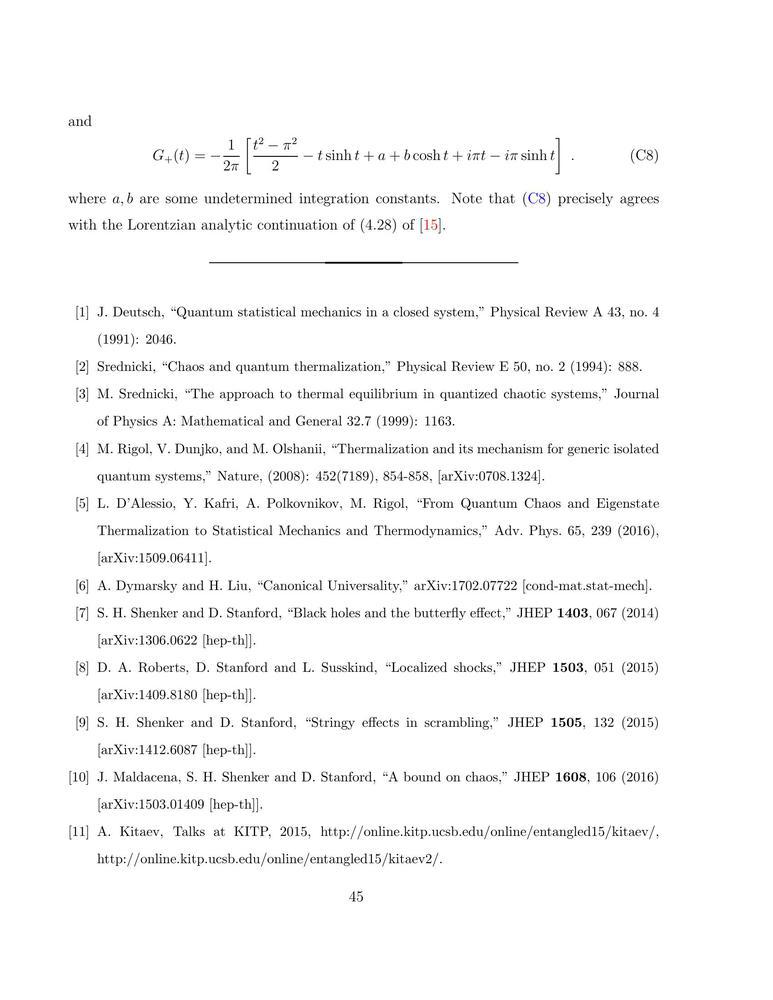 and
G₊(t) = −\frac{1}{2π} [ \frac{t² − π²}{2} − t sinh t + a + b cosh t + iπt − iπ sinh t ] . (C8)
where a, b are some undetermined integration constants. Note that (C8) precisely agrees
with the Lorentzian analytic continuation of (4.28) of [15].
[1] J. Deutsch, “Quantum statistical mechanics in a closed system,” Physical Review A 43, no. 4
(1991): 2046.
[2] Srednicki, “Chaos and quantum thermalization,” Physical Review E 50, no. 2 (1994): 888.
[3] M. Srednicki, “The approach to thermal equilibrium in quantized chaotic systems,” Journal
of Physics A: Mathematical and General 32.7 (1999): 1163.
[4] M. Rigol, V. Dunjko, and M. Olshanii, “Thermalization and its mechanism for generic isolated
quantum systems,” Nature, (2008): 452(7189), 854-858, [arXiv:0708.1324].
[5] L. D’Alessio, Y. Kafri, A. Polkovnikov, M. Rigol, “From Quantum Chaos and Eigenstate
Thermalization to Statistical Mechanics and Thermodynamics,” Adv. Phys. 65, 239 (2016),
[arXiv:1509.06411].
[6] A. Dymarsky and H. Liu, “Canonical Universality,” arXiv:1702.07722 [cond-mat.stat-mech].
[7] S. H. Shenker and D. Stanford, “Black holes and the butterfly effect,” JHEP 1403, 067 (2014)
[arXiv:1306.0622 [hep-th]].
[8] D. A. Roberts, D. Stanford and L. Susskind, “Localized shocks,” JHEP 1503, 051 (2015)
[arXiv:1409.8180 [hep-th]].
[9] S. H. Shenker and D. Stanford, “Stringy effects in scrambling,” JHEP 1505, 132 (2015)
[arXiv:1412.6087 [hep-th]].
[10] J. Maldacena, S. H. Shenker and D. Stanford, “A bound on chaos,” JHEP 1608, 106 (2016)
[arXiv:1503.01409 [hep-th]].
[11] A. Kitaev, Talks at KITP, 2015, http://online.kitp.ucsb.edu/online/entangled15/kitaev/,
http://online.kitp.ucsb.edu/online/entangled15/kitaev2/.
45